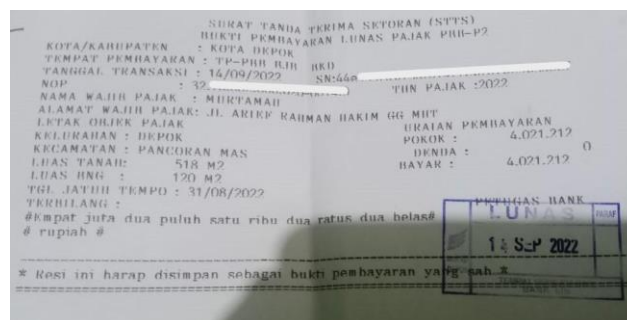 SURAT TANDA TERIMA SETORAN (STTS)
BUKTI PEMBAYARAN LUNAS PAJAK PBB-P2
KOTA/KABUPATEN : KOTA DEPOK
TEMPAT PEMBAYARAN : TP-PBB BJB BKD
TANGGAL TRANSAKSI : 14/09/2022 SN:44a
NOP : 32 THN PAJAK :2022
NAMA WAJIB PAJAK : MURTAMAH
ALAMAT WAJIB PAJAK: JL ARIEF RAHMAN HAKIM GG MBT
LETAK OBJEK PAJAK URAIAN PEMBAYARAN
KELURAHAN : DEPOK POKOK : 4.021.212
KECAMATAN : PANCORAN MAS DENDA : 0
LUAS TANAH: 518 M2 BAYAR : 4.021.212
LUAS BNG : 120 M2
TGL JATUH TEMPO : 31/08/2022
TERBILANG : PETUGAS BANK
#Empat juta dua puluh satu ribu dua ratus dua belas#
# rupiah #
LUNAS
PARAF
SEP 2022
* Resi ini harap disimpan sebagai bukti pembayaran yang sah *